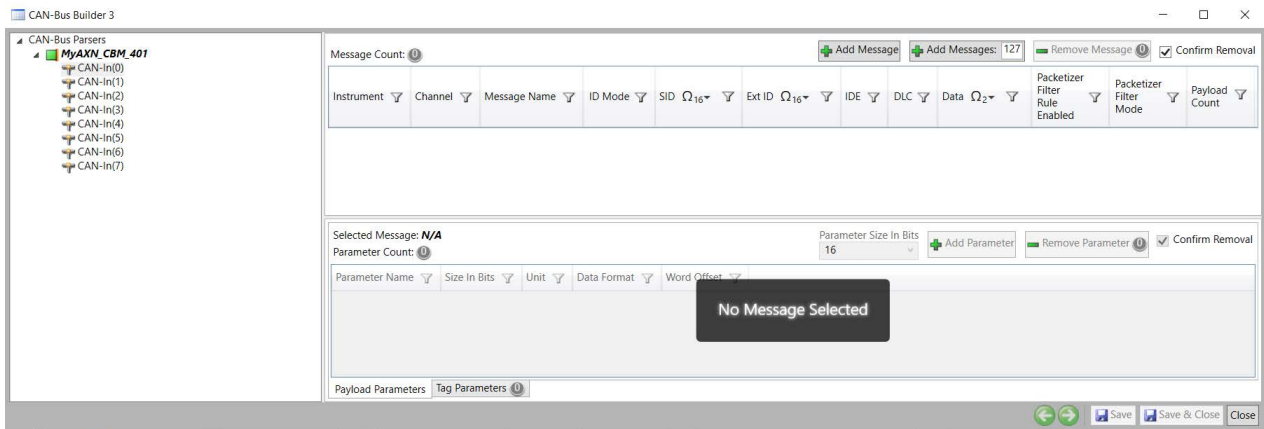 CAN-Bus Builder 3
CAN-Bus Parsers
MyAXN_CBM_401
CAN-In(0)
CAN-In(1)
CAN-In(2)
CAN-In(3)
CAN-In(4)
CAN-In(5)
CAN-In(6)
CAN-In(7)
Message Count: 0
Add Message
Add Messages: 127
Remove Message 0
Confirm Removal
Instrument
Channel
Message Name
ID Mode
SID Ω16
Ext ID Ω16
IDE
DLC
Data Ω2
Packetizer
Filter
Rule
Enabled
Packetizer
Filter
Mode
Payload
Count
Selected Message: N/A
Parameter Count: 0
Parameter Size In Bits
16
Add Parameter
Remove Parameter 0
Confirm Removal
Parameter Name
Size In Bits
Unit
Data Format
Word Offset
No Message Selected
Payload Parameters
Tag Parameters 0
Save
Save & Close
Close